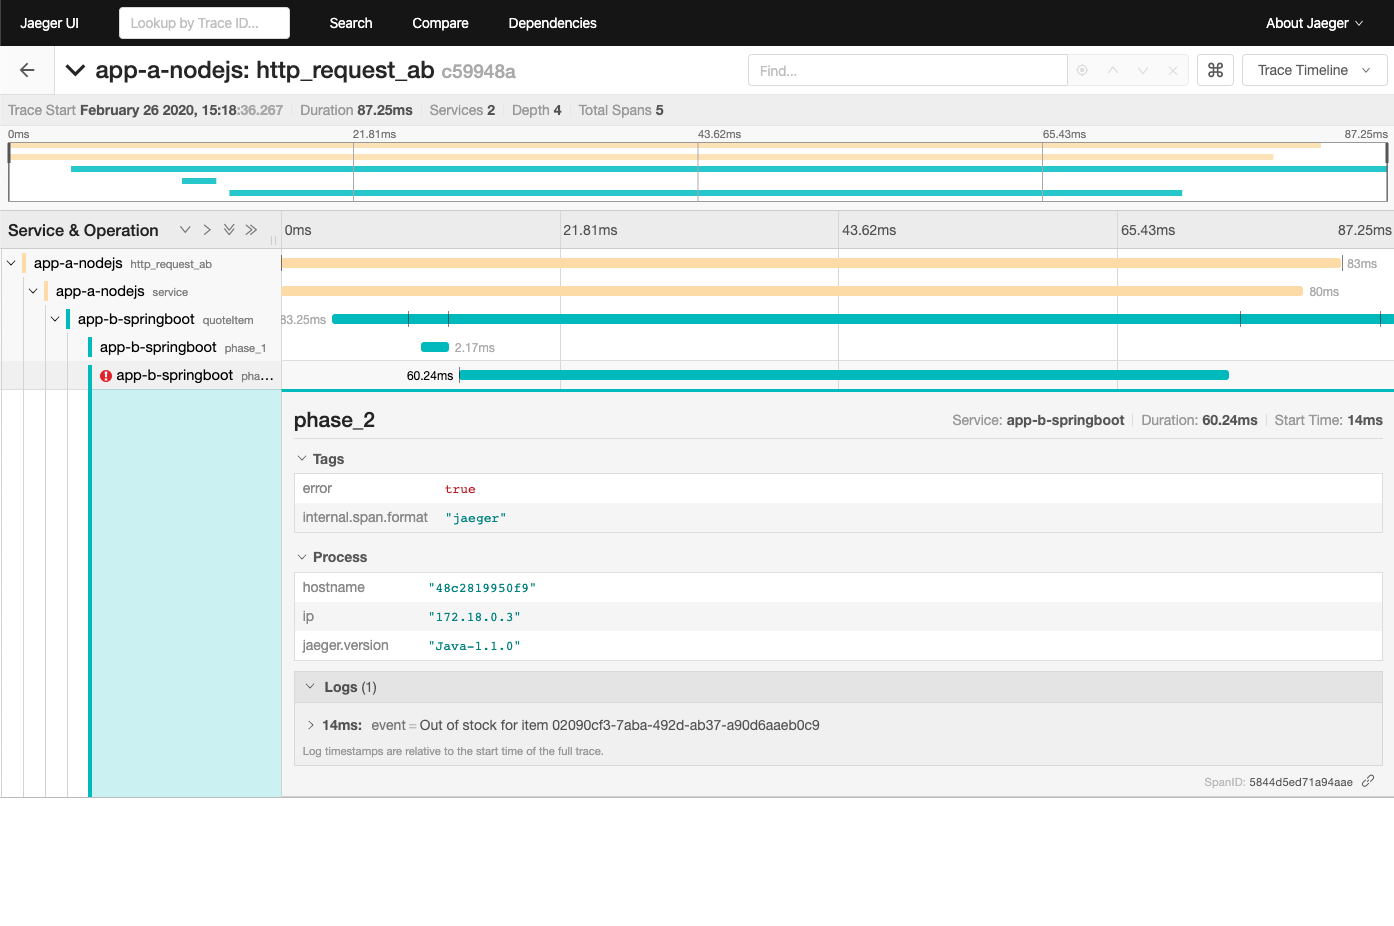 Jaeger UI Lookup by Trace ID... Search Compare Dependencies About Jaeger
app-a-nodejs: http_request_ab c59948a Find... ⌘ Trace Timeline
Trace Start February 26 2020, 15:18:36.267 Duration 87.25ms Services 2 Depth 4 Total Spans 5
0ms 21.81ms 43.62ms 65.43ms 87.25ms
Service & Operation 0ms 21.81ms 43.62ms 65.43ms 87.25ms
app-a-nodejs http_request_ab 83ms
app-a-nodejs service 80ms
app-b-springboot quoteItem 83.25ms
app-b-springboot phase_1 2.17ms
app-b-springboot pha... 60.24ms
phase_2 Service: app-b-springboot Duration: 60.24ms Start Time: 14ms
Tags
error true
internal.span.format "jaeger"
Process
hostname "48c2819950f9"
ip "172.18.0.3"
jaeger.version "Java-1.1.0"
Logs (1)
14ms: event = Out of stock for item 02090cf3-7aba-492d-ab37-a90d6aaeb0c9
Log timestamps are relative to the start time of the full trace.
SpanID: 5844d5ed71a94aae